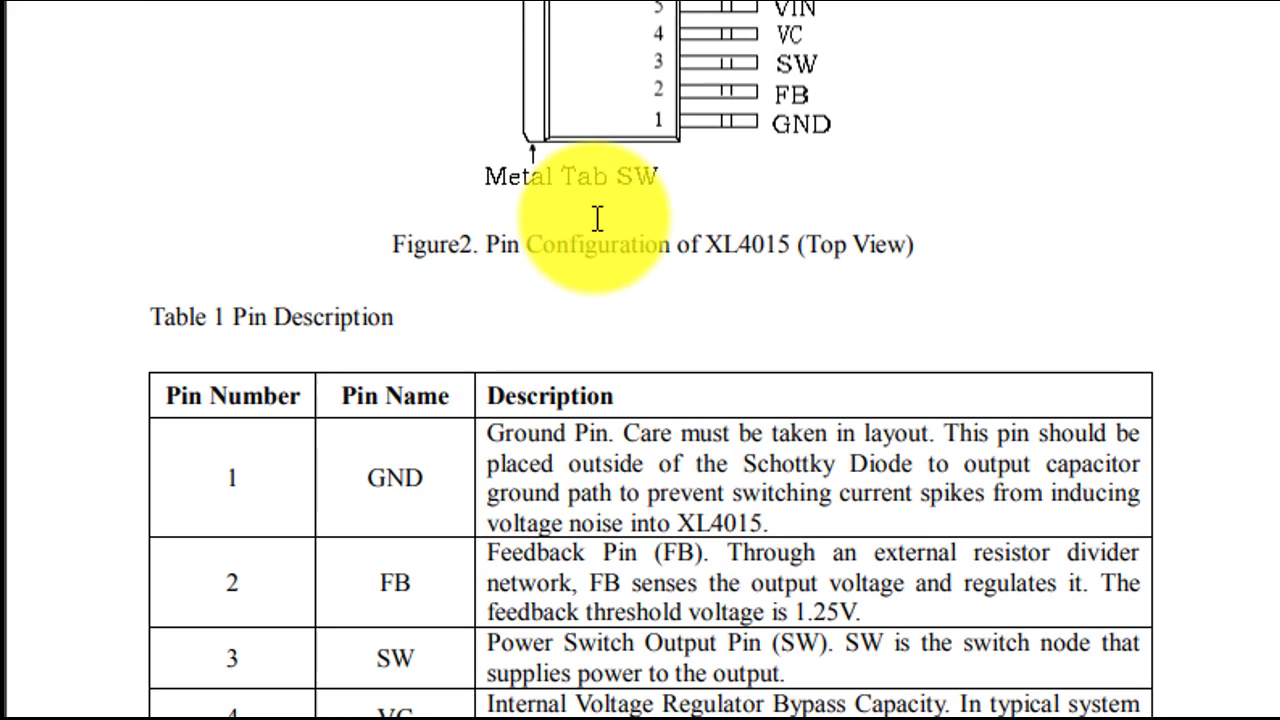 5 VIN
4 VC
3 SW
2 FB
1 GND
Metal Tab SW
Figure2. Pin Configuration of XL4015 (Top View)
Table 1 Pin Description
Pin Number Pin Name Description
Ground Pin. Care must be taken in layout. This pin should be
placed outside of the Schottky Diode to output capacitor
1 GND
ground path to prevent switching current spikes from inducing
voltage noise into XL4015.
Feedback Pin (FB). Through an external resistor divider
2 FB network, FB senses the output voltage and regulates it. The
feedback threshold voltage is 1.25V.
Power Switch Output Pin (SW). SW is the switch node that
3 SW
supplies power to the output.
4 VC Internal Voltage Regulator Bypass Capacity. In typical system